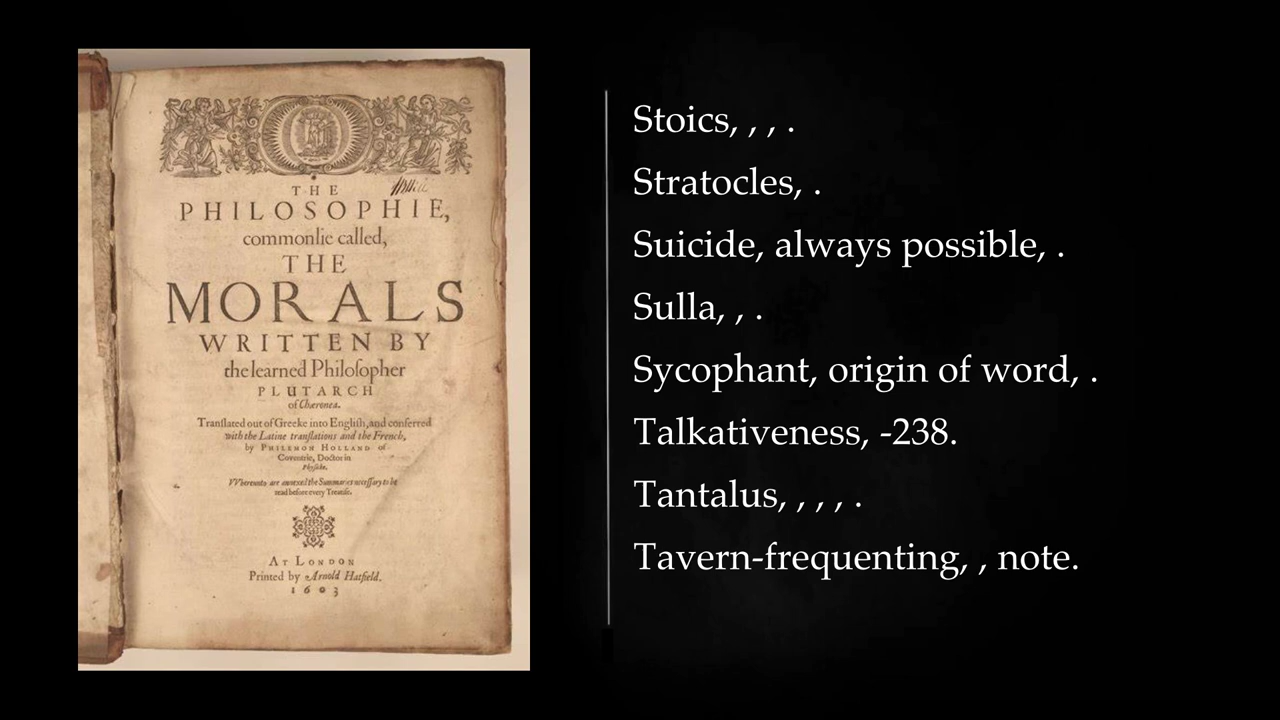 THE
PHILOSOPHIE,
commonlie called,
THE
MORALS
WRITTEN BY
the learned Philoſopher
PLUTARCH
of Chæronea.
Tranſlated out of Greeke into Engliſh, and conferred
with the Latine tranſlations and the French,
by PHILEMON HOLLAND of
Coventrie, Doctor in
Phyſicke.
VVhereunto are annexed the Summaries neceſſary to be
read before every Treatiſe.
AT LONDON
Printed by Arnold Hatfield.
1603
Stoics, , , .
Stratocles, .
Suicide, always possible, .
Sulla, , .
Sycophant, origin of word, .
Talkativeness, -238.
Tantalus, , , , .
Tavern-frequenting, , note.